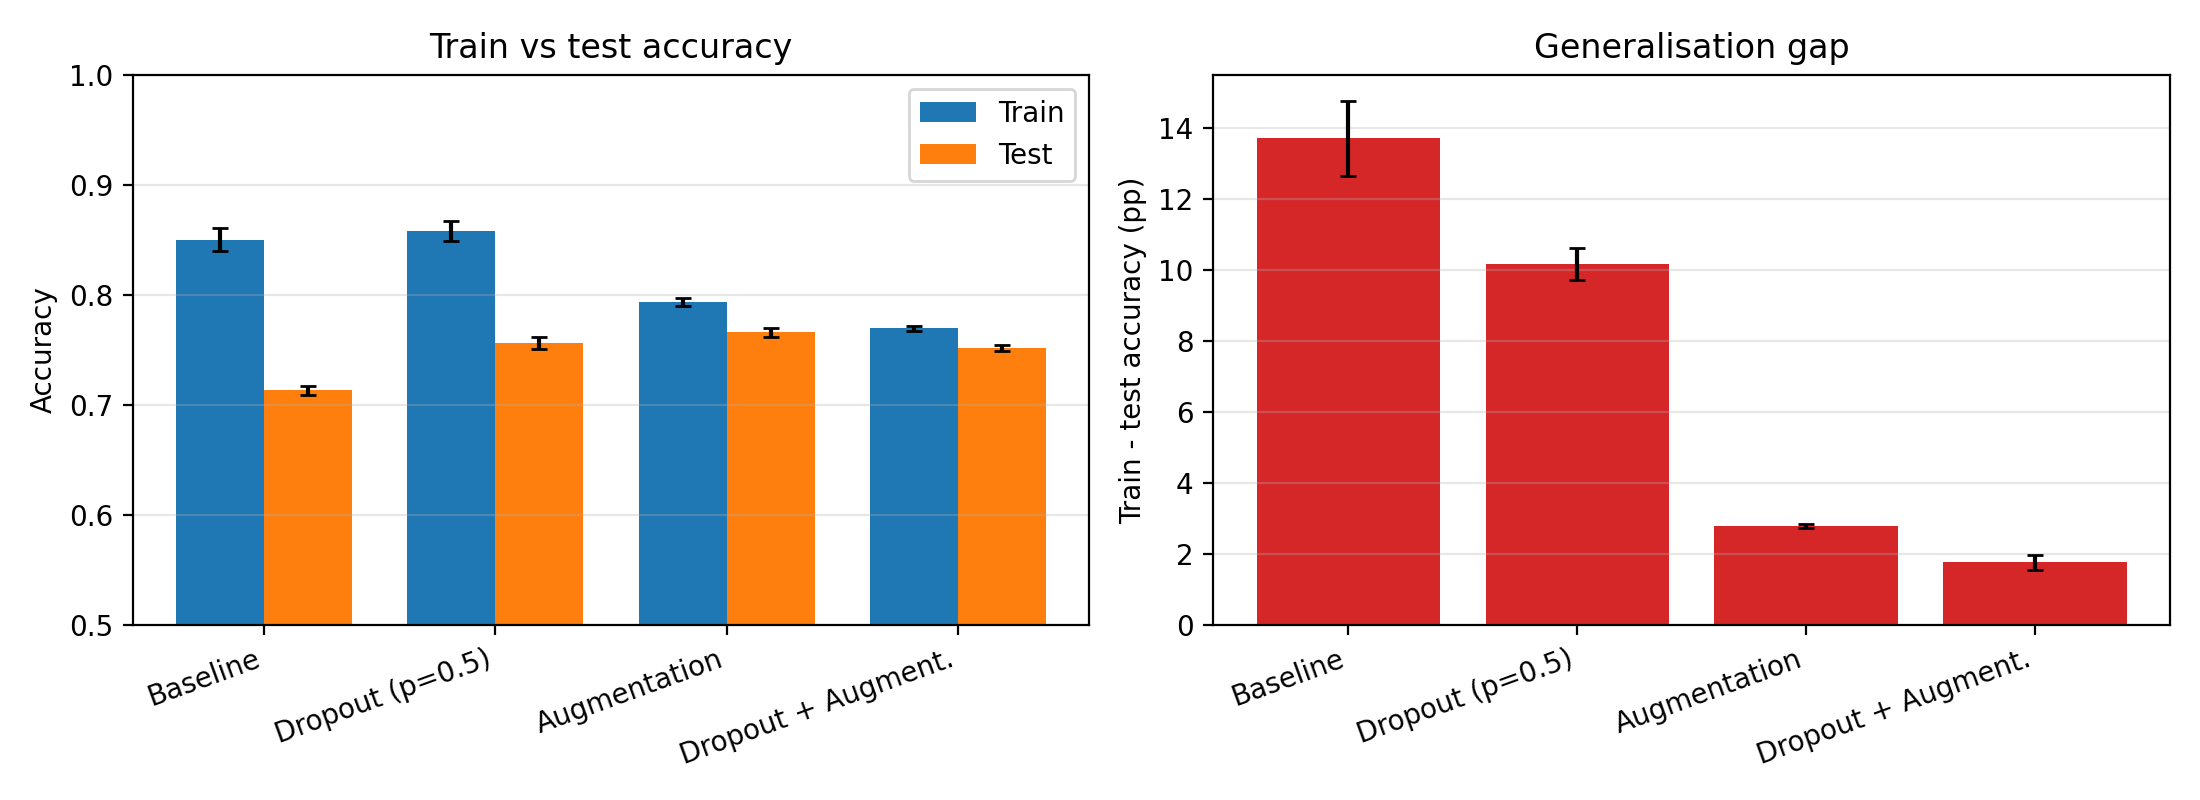 Train vs test accuracy
Accuracy
1.0
0.9
0.8
0.7
0.6
0.5
Train
Test
Baseline
Dropout (p=0.5)
Augmentation
Dropout + Augment.
Generalisation gap
Train - test accuracy (pp)
14
12
10
8
6
4
2
0
Baseline
Dropout (p=0.5)
Augmentation
Dropout + Augment.